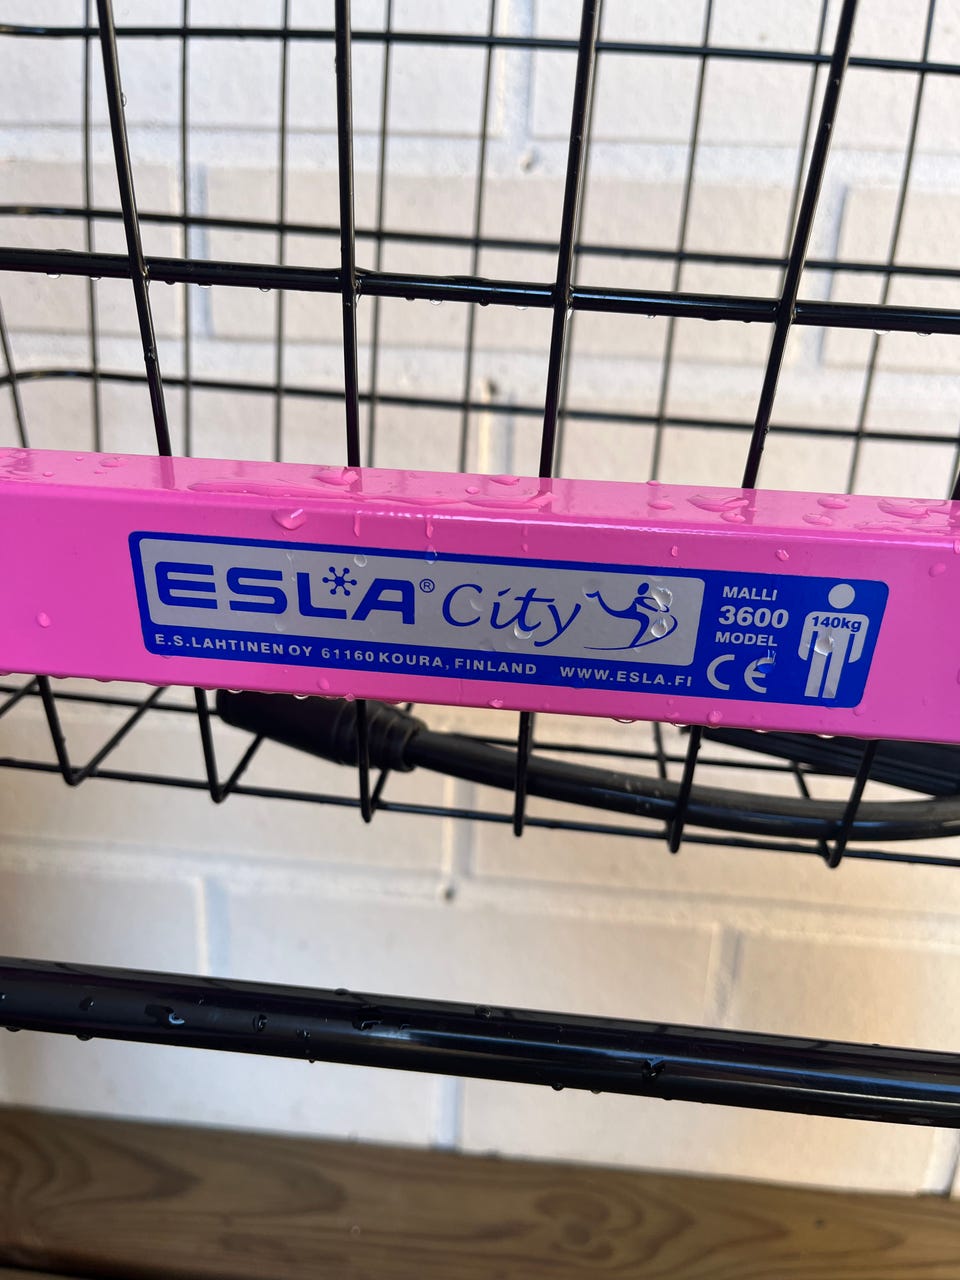 ESLA® City
E.S.LAHTINEN OY 61160 KOURA, FINLAND WWW.ESLA.FI
MALLI
3600
MODEL
CE
140kg